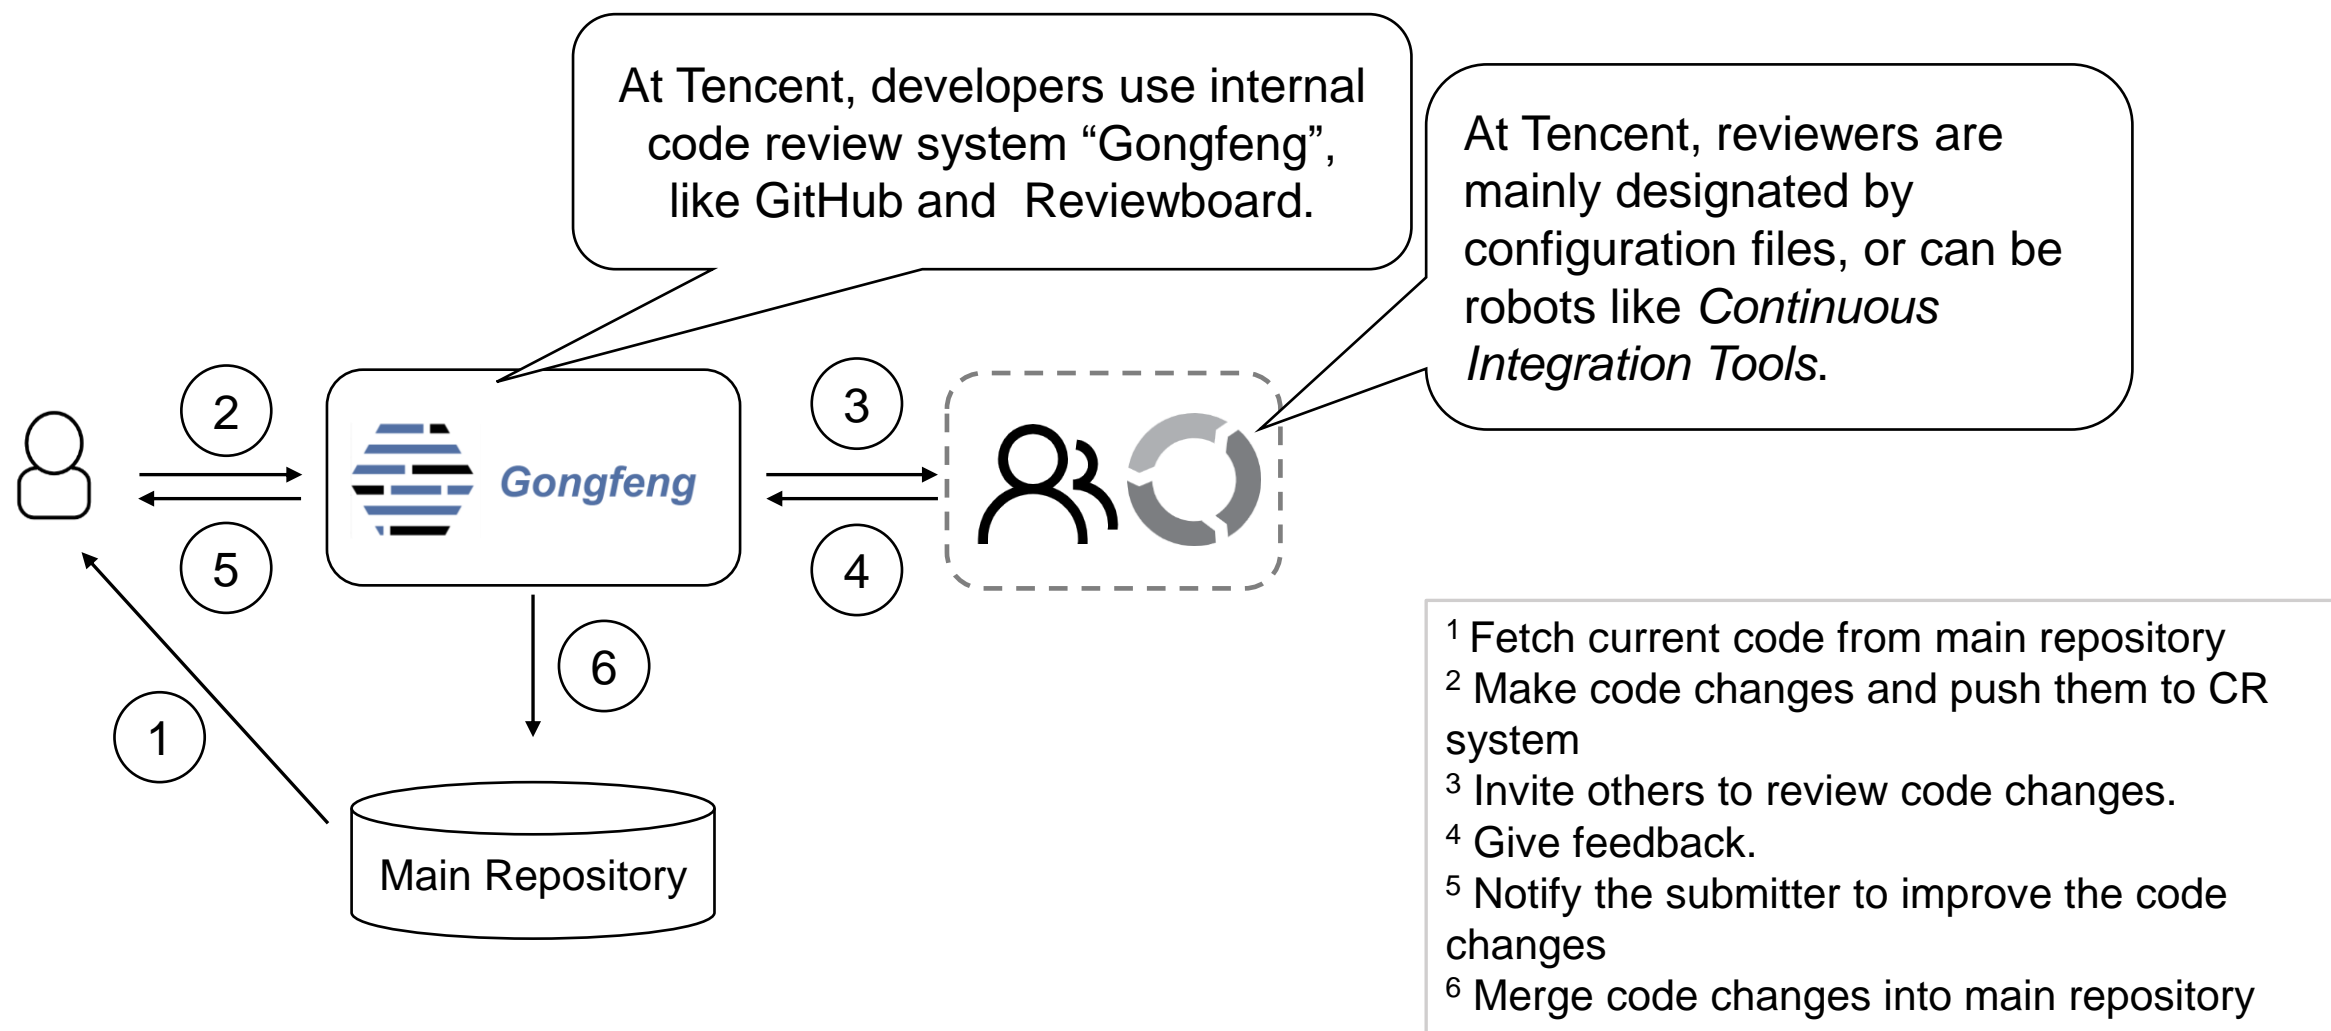 At Tencent, developers use internal
code review system “Gongfeng”,
like GitHub and  Reviewboard.
At Tencent, reviewers are
mainly designated by
configuration files, or can be
robots like Continuous
Integration Tools.
2
3
Gongfeng
5
4
6
1
Main Repository
1 Fetch current code from main repository
2 Make code changes and push them to CR
system
3 Invite others to review code changes.
4 Give feedback.
5 Notify the submitter to improve the code
changes
6 Merge code changes into main repository